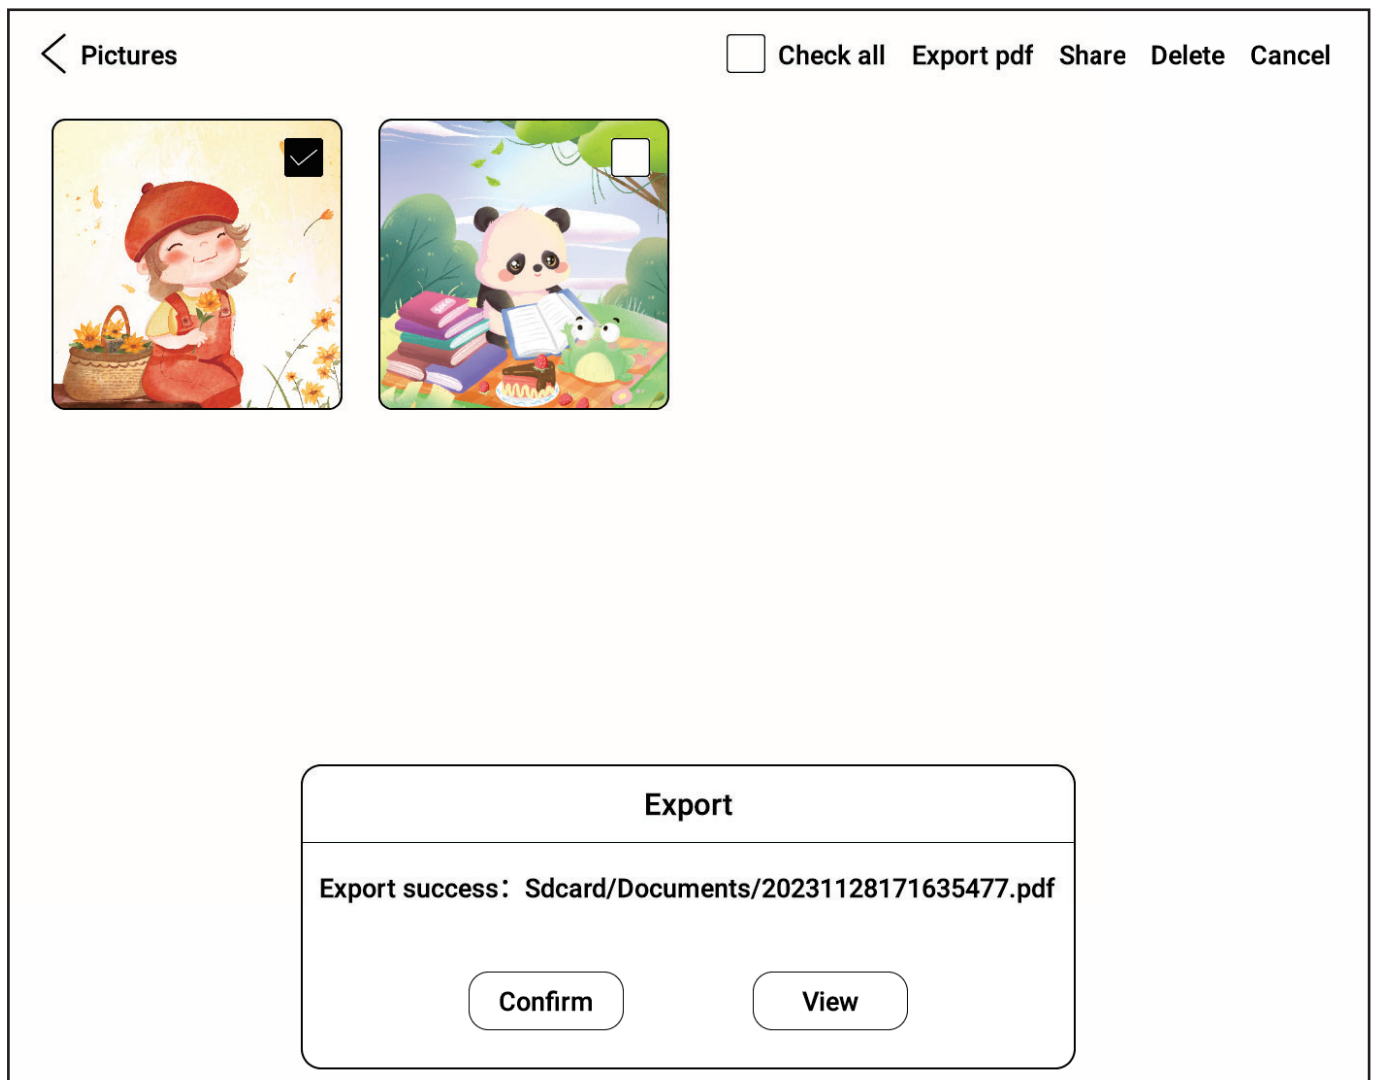 Pictures
Check all Export pdf Share Delete Cancel
Export
Export success：Sdcard/Documents/20231128171635477.pdf
Confirm View